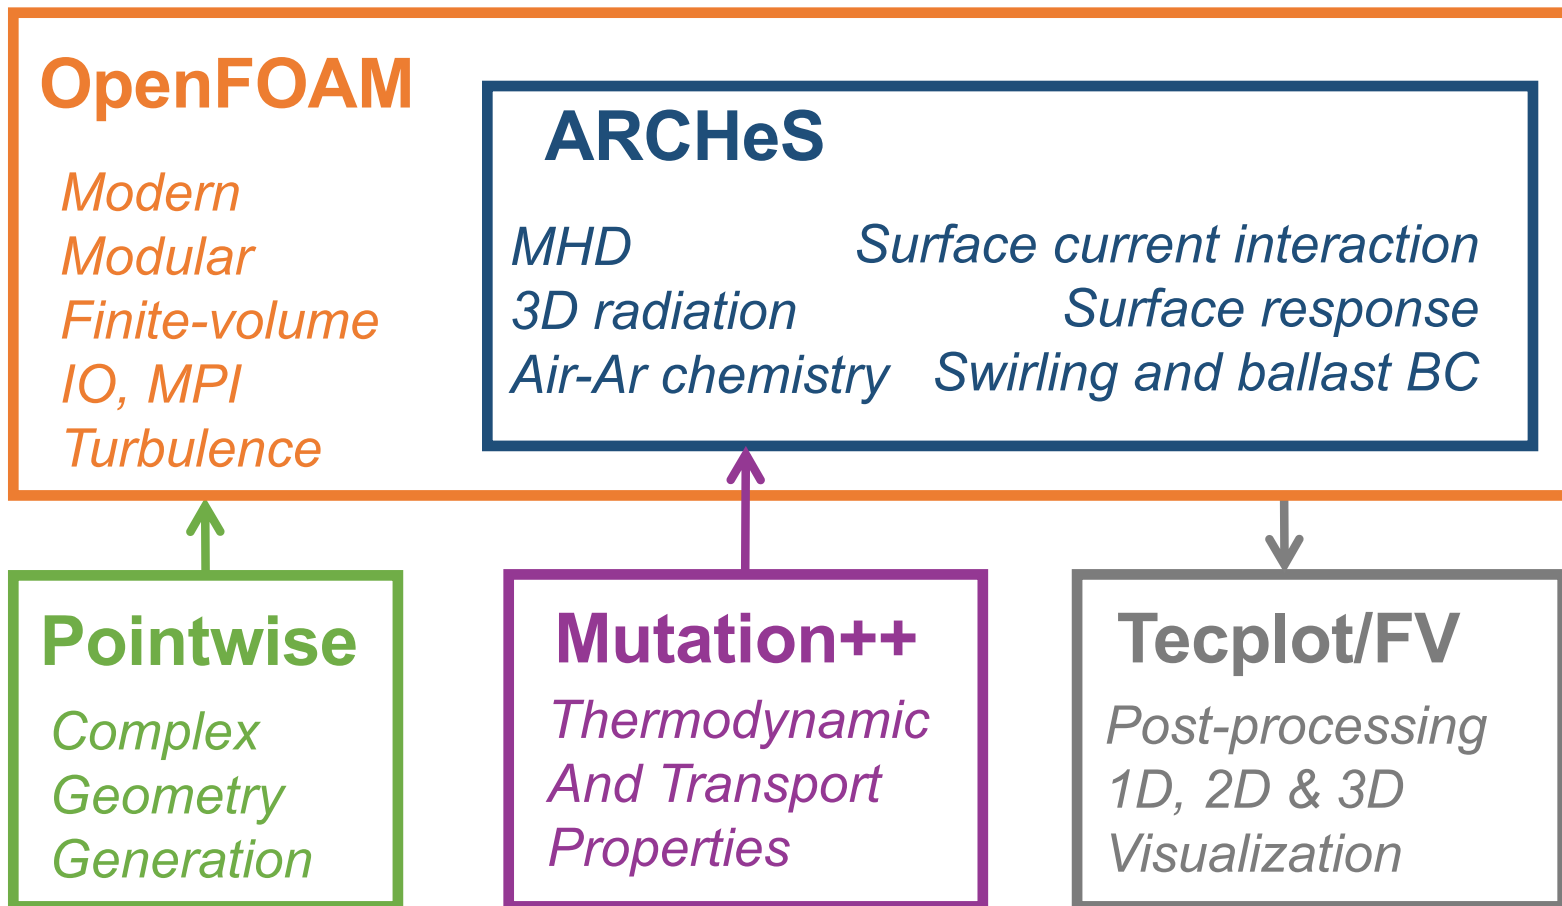 OpenFOAM
Modern
Modular
Finite-volume
IO, MPI
Turbulence
ARCHeS
MHD
3D radiation
Air-Ar chemistry
Surface current interaction
Surface response
Swirling and ballast BC
Pointwise
Complex
Geometry
Generation
Mutation++
Thermodynamic
And Transport
Properties
Tecplot/FV
Post-processing
1D, 2D & 3D
Visualization